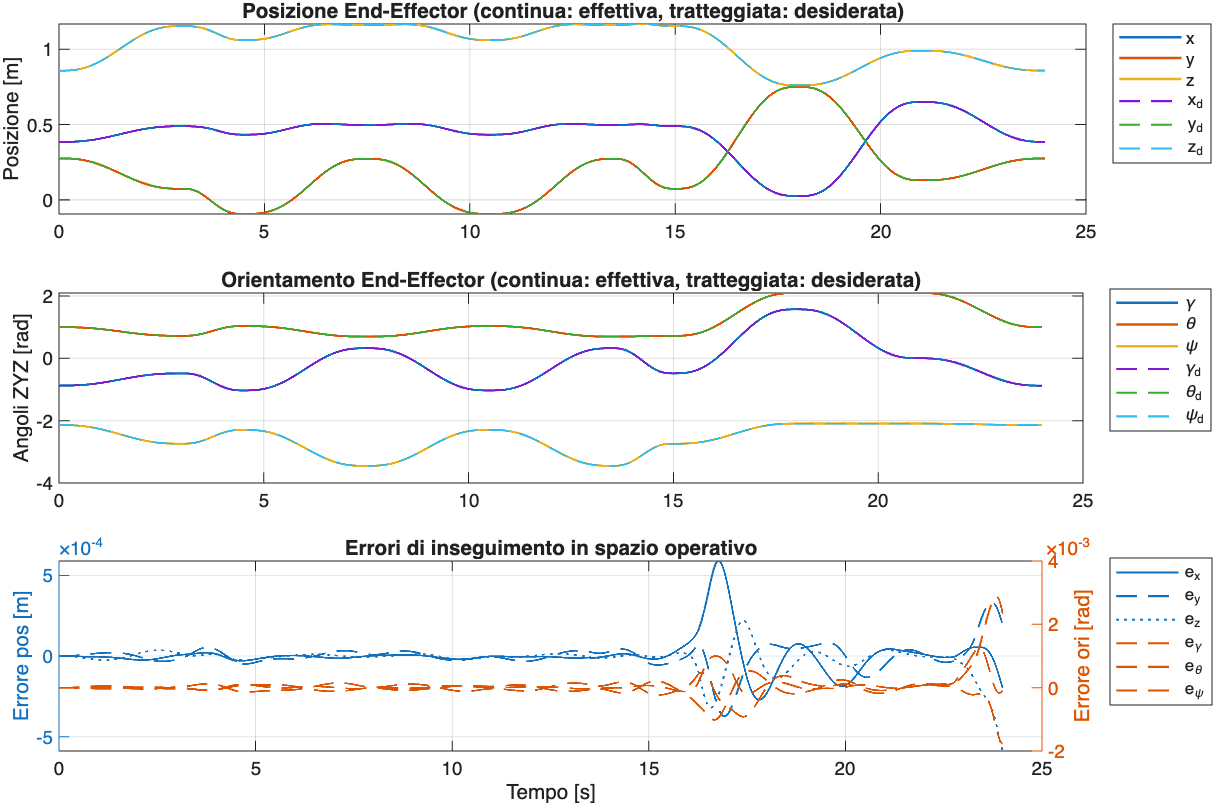 Posizione End-Effector (continua: effettiva, tratteggiata: desiderata)
Posizione [m]
1
0.5
0
0 5 10 15 20 25
x
y
z
x_d
y_d
z_d
Orientamento End-Effector (continua: effettiva, tratteggiata: desiderata)
Angoli ZYZ [rad]
2
0
-2
-4
0 5 10 15 20 25
γ
θ
ψ
γ_d
θ_d
ψ_d
×10^-4
Errori di inseguimento in spazio operativo
×10^-3
Errore pos [m]
5
0
-5
4
2
0
-2
Errore ori [rad]
0 5 10 15 20 25
Tempo [s]
e_x
e_y
e_z
e_γ
e_θ
e_ψ